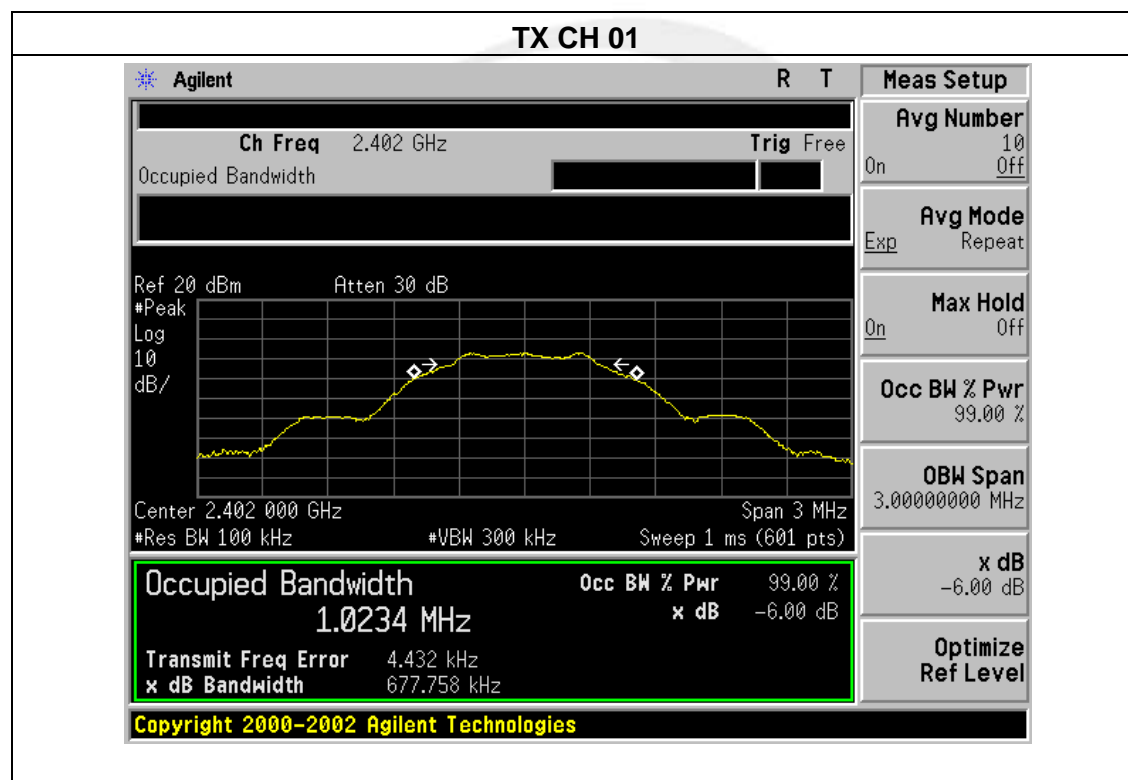 TX CH 01
Agilent R T
Ch Freq 2.402 GHz Trig Free
Occupied Bandwidth
Ref 20 dBm Atten 30 dB
#Peak
Log
10
dB/
Center 2.402 000 GHz Span 3 MHz
#Res BW 100 kHz #VBW 300 kHz Sweep 1 ms (601 pts)
Occupied Bandwidth Occ BW % Pwr 99.00 %
1.0234 MHz x dB -6.00 dB
Transmit Freq Error 4.432 kHz
x dB Bandwidth 677.758 kHz
Copyright 2000-2002 Agilent Technologies
Meas Setup
Avg Number
10
On Off
Avg Mode
Exp Repeat
Max Hold
On Off
Occ BW % Pwr
99.00 %
OBW Span
3.00000000 MHz
x dB
-6.00 dB
Optimize
Ref Level